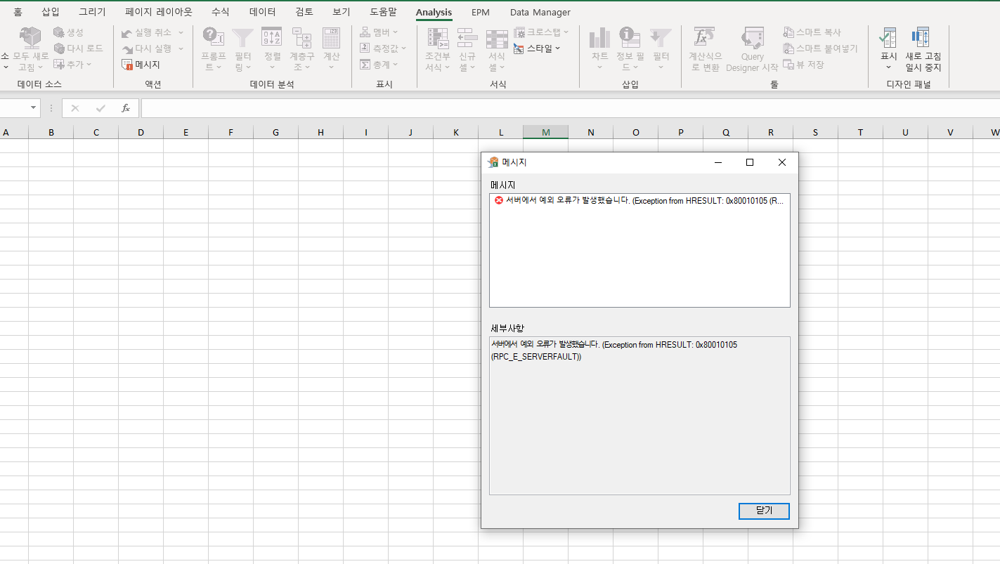 홈 삽입 그리기 페이지 레이아웃 수식 데이터 검토 보기 도움말 Analysis EPM Data Manager
소 모두 새로 고침
생성
다시 로드
추가
데이터 소스
실행 취소
다시 실행
메시지
액션
프롬프트 필터링 정렬 계층구조 계산
데이터 분석
멤버
측정값
총계
표시
조건부 서식 신규 셀 서식 셀
크로스탭
스타일
서식
차트 정보 필드 필터
삽입
계산식으로 변환 Query Designer 시작
스마트 복사
스마트 붙여넣기
뷰 저장
툴
표시 새로 고침 일시 중지
디자인 패널
fx
A B C D E F G H I J K L M N O P Q R S T U V W
메시지
메시지
서버에서 예외 오류가 발생했습니다. (Exception from HRESULT: 0x80010105 (R...
세부사항
서버에서 예외 오류가 발생했습니다. (Exception from HRESULT: 0x80010105
(RPC_E_SERVERFAULT))
닫기